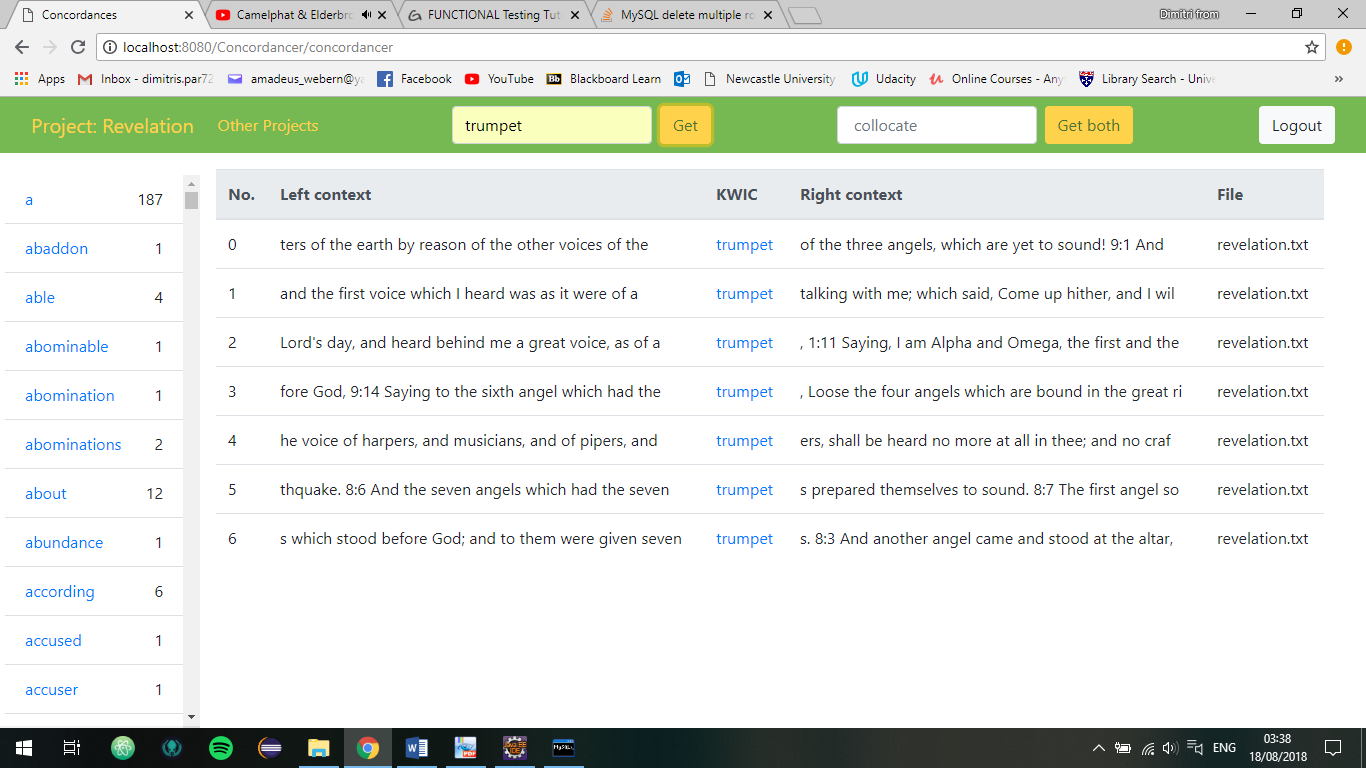 Concordances
Camelphat & Elderbro
FUNCTIONAL Testing Tut
MySQL delete multiple ro
Dimitri from
localhost:8080/Concordancer/concordancer
Apps
Inbox - dimitris.par72
amadeus_webern@ya
Facebook
YouTube
Bb
Blackboard Learn
Newcastle University
Udacity
Online Courses - Any
Library Search - Unive
»
Project: Revelation
Other Projects
trumpet
Get
collocate
Get both
Logout
a 187
abaddon 1
able 4
abominable 1
abomination 1
abominations 2
about 12
abundance 1
according 6
accused 1
accuser 1
No. Left context KWIC Right context File
0 ters of the earth by reason of the other voices of the trumpet of the three angels, which are yet to sound! 9:1 And revelation.txt
1 and the first voice which I heard was as it were of a trumpet talking with me; which said, Come up hither, and I wil revelation.txt
2 Lord's day, and heard behind me a great voice, as of a trumpet , 1:11 Saying, I am Alpha and Omega, the first and the revelation.txt
3 fore God, 9:14 Saying to the sixth angel which had the trumpet , Loose the four angels which are bound in the great ri revelation.txt
4 he voice of harpers, and musicians, and of pipers, and trumpet ers, shall be heard no more at all in thee; and no craf revelation.txt
5 thquake. 8:6 And the seven angels which had the seven trumpet s prepared themselves to sound. 8:7 The first angel so revelation.txt
6 s which stood before God; and to them were given seven trumpet s. 8:3 And another angel came and stood at the altar, revelation.txt
ENG
03:38
18/08/2018